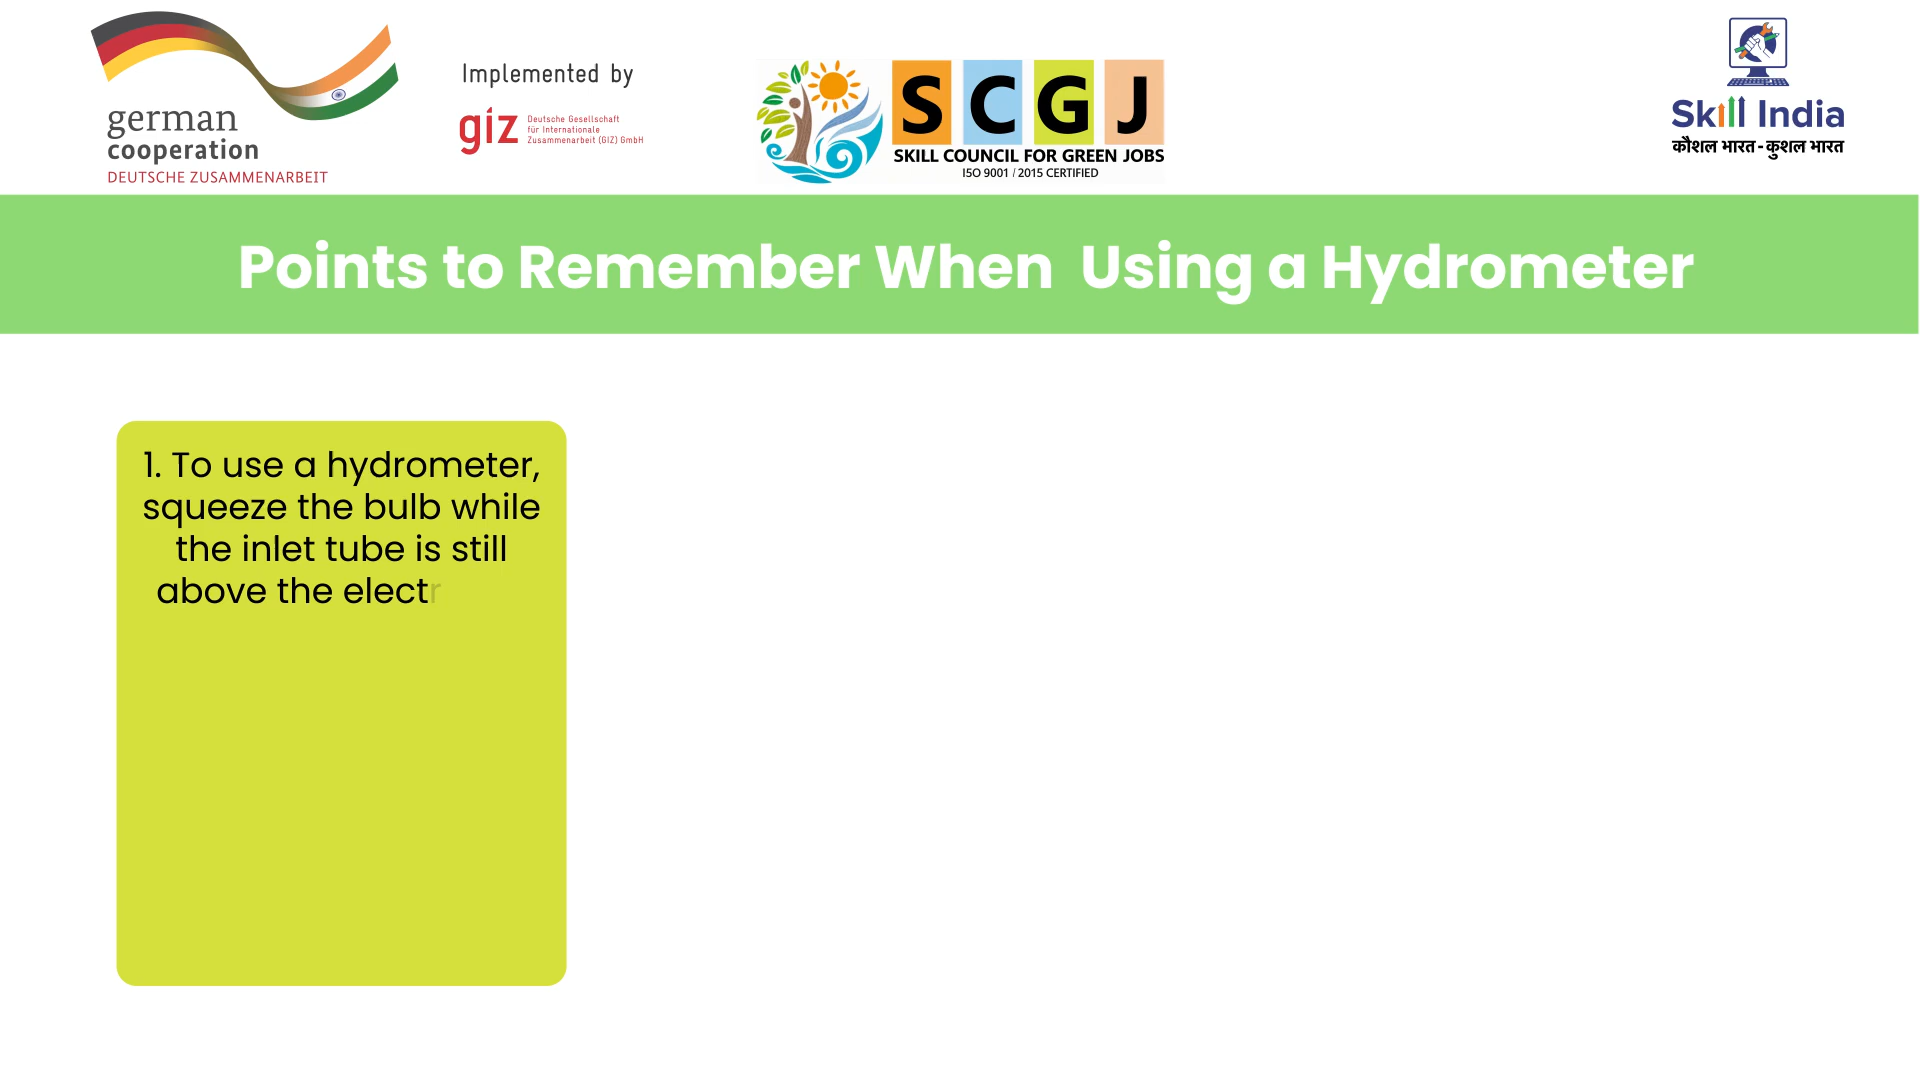 german
cooperation
DEUTSCHE ZUSAMMENARBEIT
Implemented by
giz
Deutsche Gesellschaft
für Internationale
Zusammenarbeit (GIZ) GmbH
S C G J
SKILL COUNCIL FOR GREEN JOBS
ISO 9001 / 2015 CERTIFIED
Skill India
कौशल भारत - कुशल भारत
Points to Remember When Using a Hydrometer
1. To use a hydrometer,
squeeze the bulb while
the inlet tube is still
above the electr